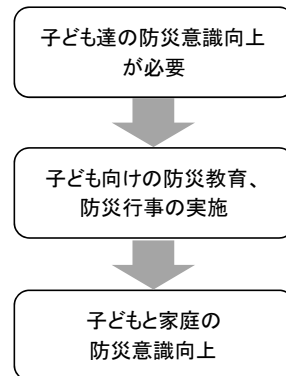 子ども達の防災意識向上
が必要
子ども向けの防災教育、
防災行事の実施
子どもと家庭の
防災意識向上